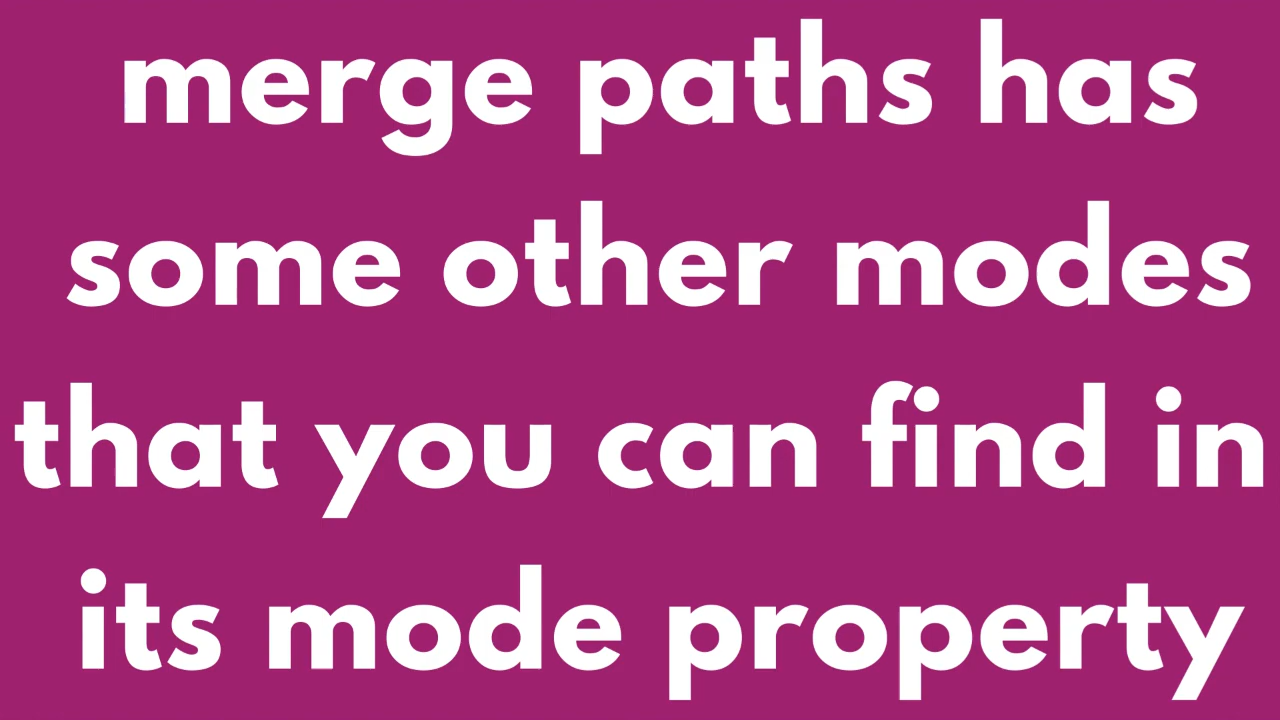 merge paths has
some other modes
that you can find in
its mode property